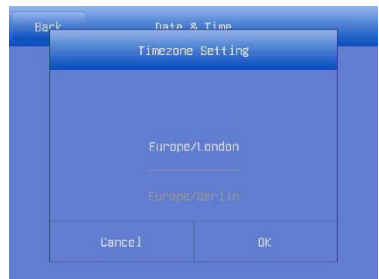 Back Date & Time
Timezone Setting
Europe/London
Europe/Berlin
Cancel OK